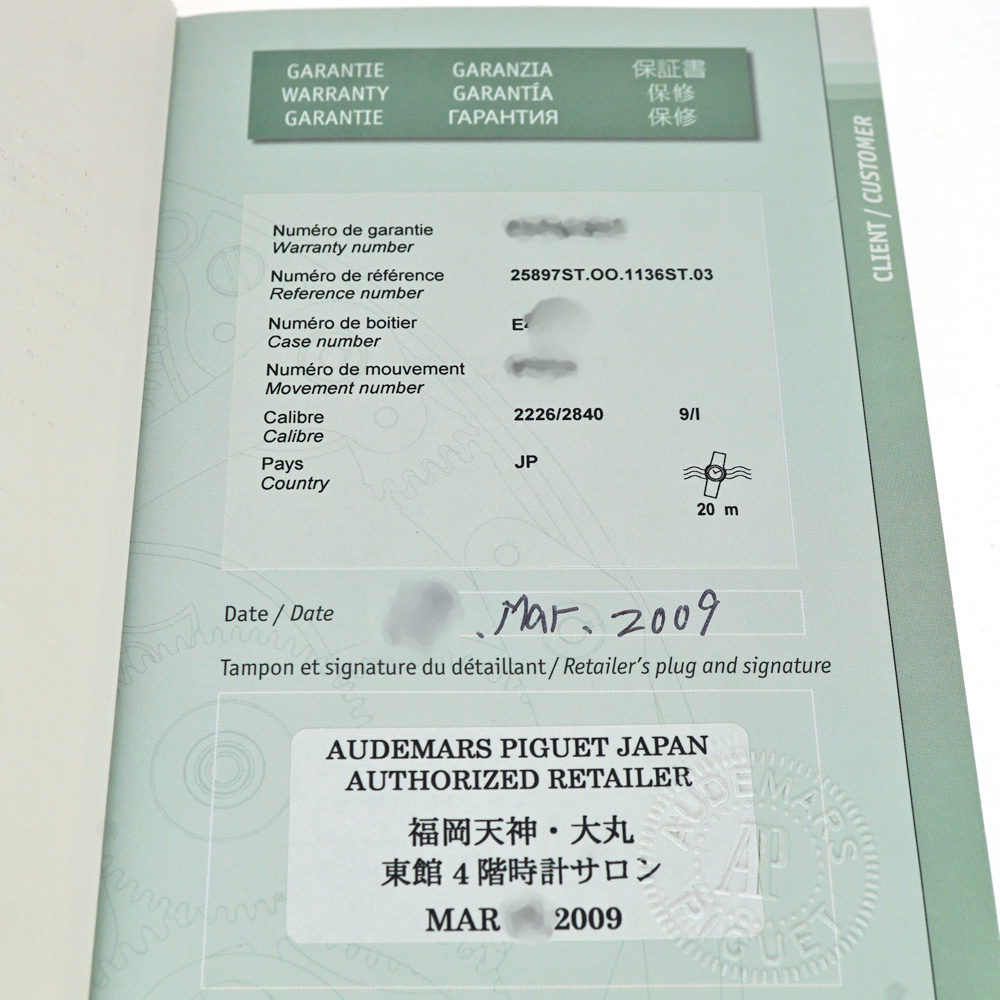 GARANTIE GARANZIA 保証書
WARRANTY GARANTÍA 保修
GARANTIE ГАРАНТИЯ 保修
CLIENT / CUSTOMER
Numéro de garantie
Warranty number
Numéro de référence 25897ST.OO.1136ST.03
Reference number
Numéro de boitier E4
Case number
Numéro de mouvement
Movement number
Calibre 2226/2840 9/I
Calibre
Pays JP
Country
20 m
Date / Date . Mar. 2009
Tampon et signature du détaillant / Retailer's plug and signature
AUDEMARS PIGUET JAPAN
AUTHORIZED RETAILER
福岡天神・大丸
東館4階時計サロン
MAR 2009
AUDEMARS
AP
PIGUET